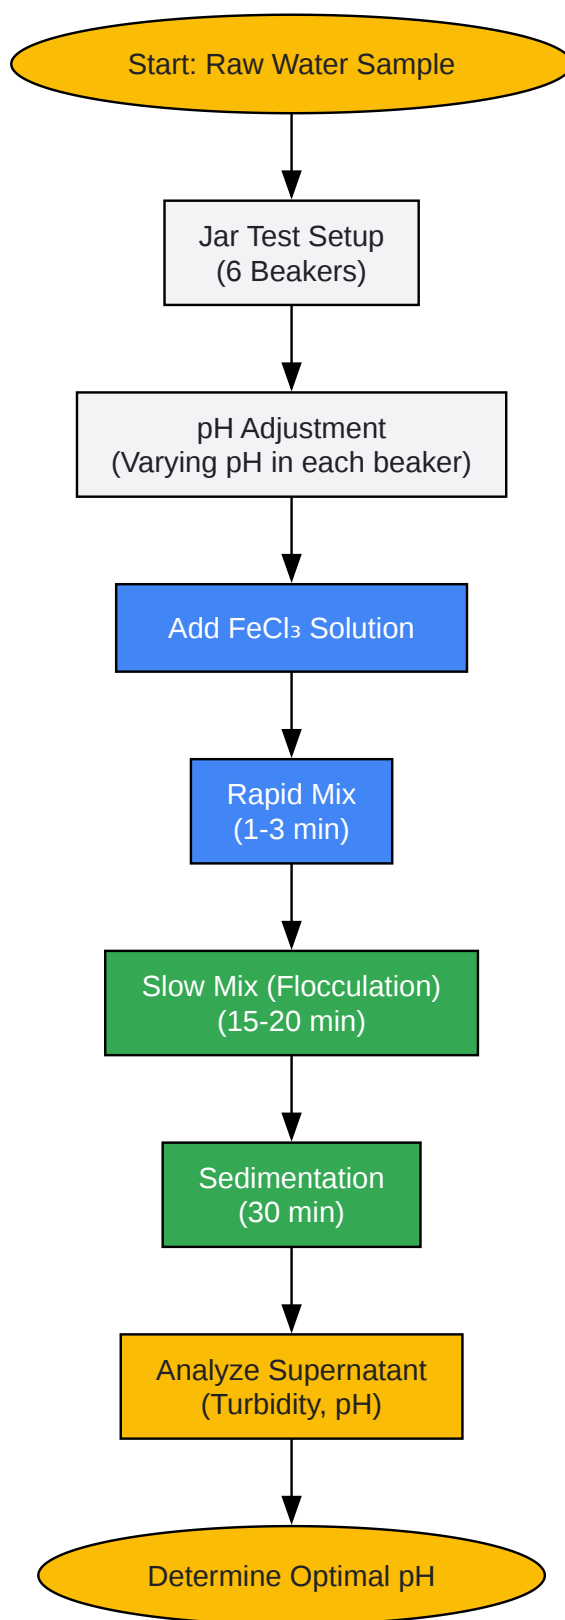 Start: Raw Water Sample
Jar Test Setup
(6 Beakers)
pH Adjustment
(Varying pH in each beaker)
Add FeCl₃ Solution
Rapid Mix
(1-3 min)
Slow Mix (Flocculation)
(15-20 min)
Sedimentation
(30 min)
Analyze Supernatant
(Turbidity, pH)
Determine Optimal pH